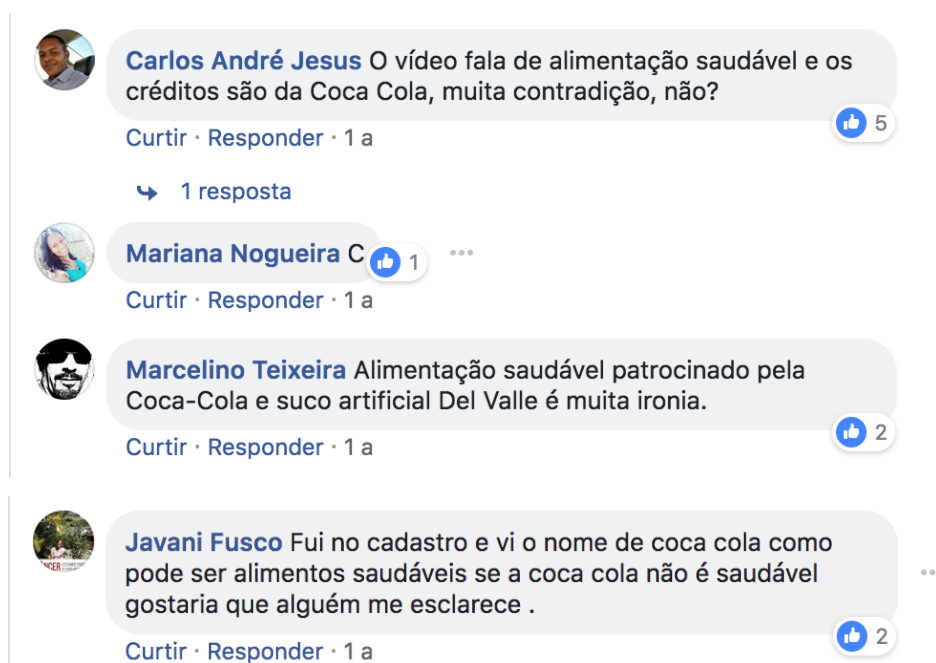 Carlos André Jesus O vídeo fala de alimentação saudável e os
créditos são da Coca Cola, muita contradição, não?
5
Curtir · Responder · 1 a
1 resposta
Mariana Nogueira C
1
Curtir · Responder · 1 a
Marcelino Teixeira Alimentação saudável patrocinado pela
Coca-Cola e suco artificial Del Valle é muita ironia.
2
Curtir · Responder · 1 a
Javani Fusco Fui no cadastro e vi o nome de coca cola como
pode ser alimentos saudáveis se a coca cola não é saudável
gostaria que alguém me esclarece .
2
Curtir · Responder · 1 a